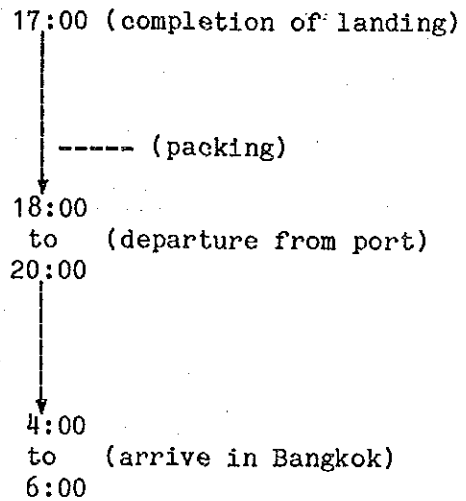 17:00 (completion of landing)
----- (packing)
18:00
to (departure from port)
20:00
4:00
to (arrive in Bangkok)
6:00